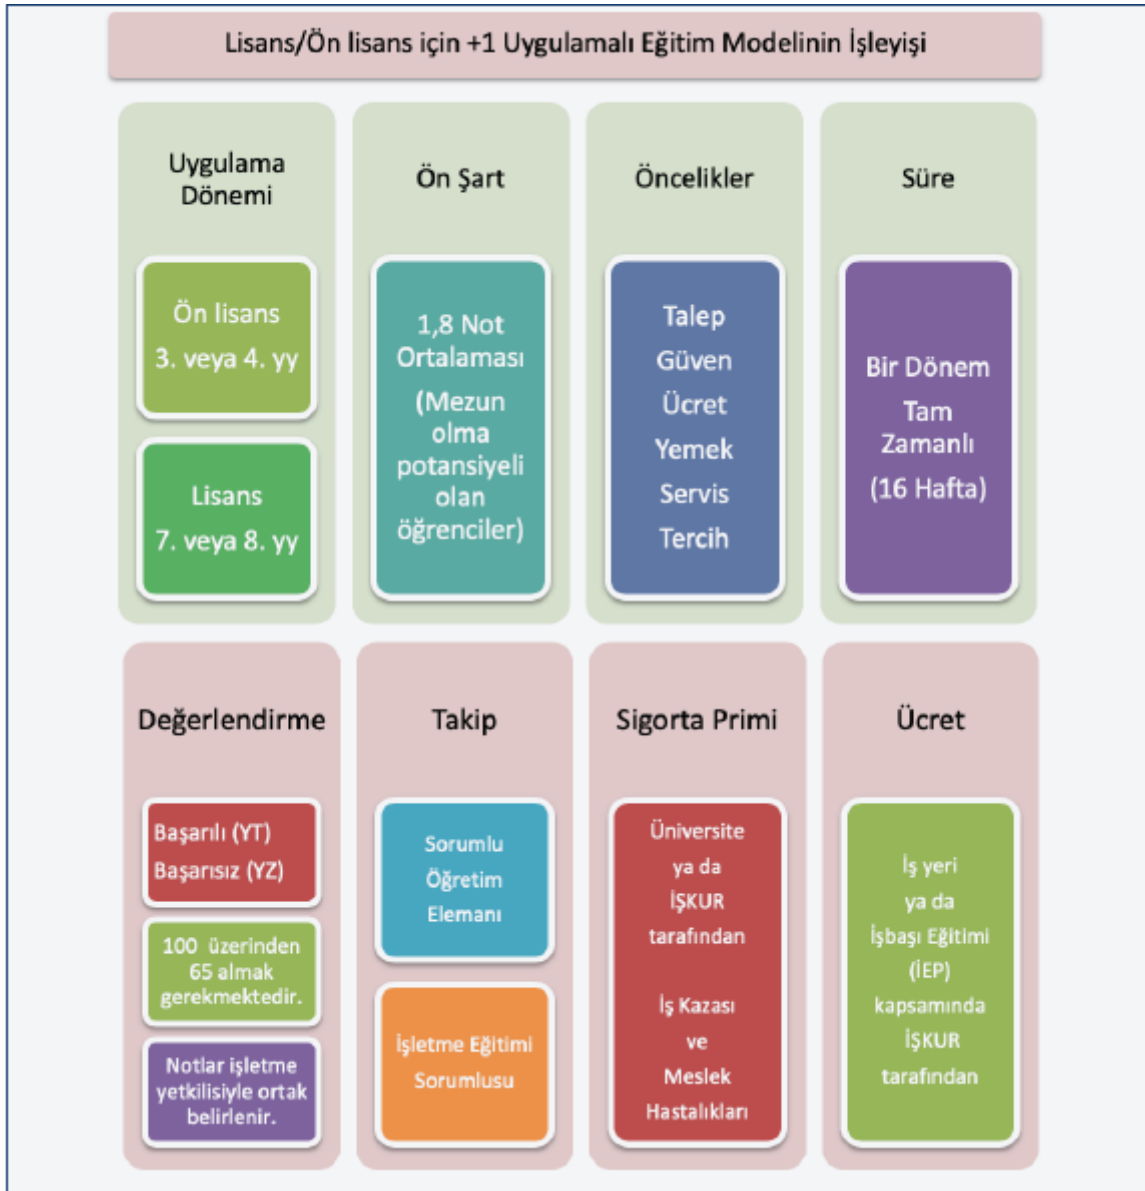 Lisans/Ön lisans için +1 Uygulamalı Eğitim Modelinin İşleyişi
Uygulama
Dönemi
Ön lisans
3. veya 4. yy
Lisans
7. veya 8. yy
Ön Şart
1,8 Not
Ortalaması
(Mezun
olma
potansiyeli
olan
öğrenciler)
Öncelikler
Talep
Güven
Ücret
Yemek
Servis
Tercih
Süre
Bir Dönem
Tam
Zamanlı
(16 Hafta)
Değerlendirme
Başarılı (YT)
Başarısız (YZ)
100 üzerinden
65 almak
gerekmektedir.
Notlar işletme
yetkilisiyle ortak
belirlenir.
Takip
Sorumlu
Öğretim
Elemanı
İşletme Eğitimi
Sorumlusu
Sigorta Primi
Üniversite
ya da
İŞKUR
tarafından
İş Kazası
ve
Meslek
Hastalıkları
Ücret
İş yeri
ya da
İşbaşı Eğitimi
(İEP)
kapsamında
İŞKUR
tarafından